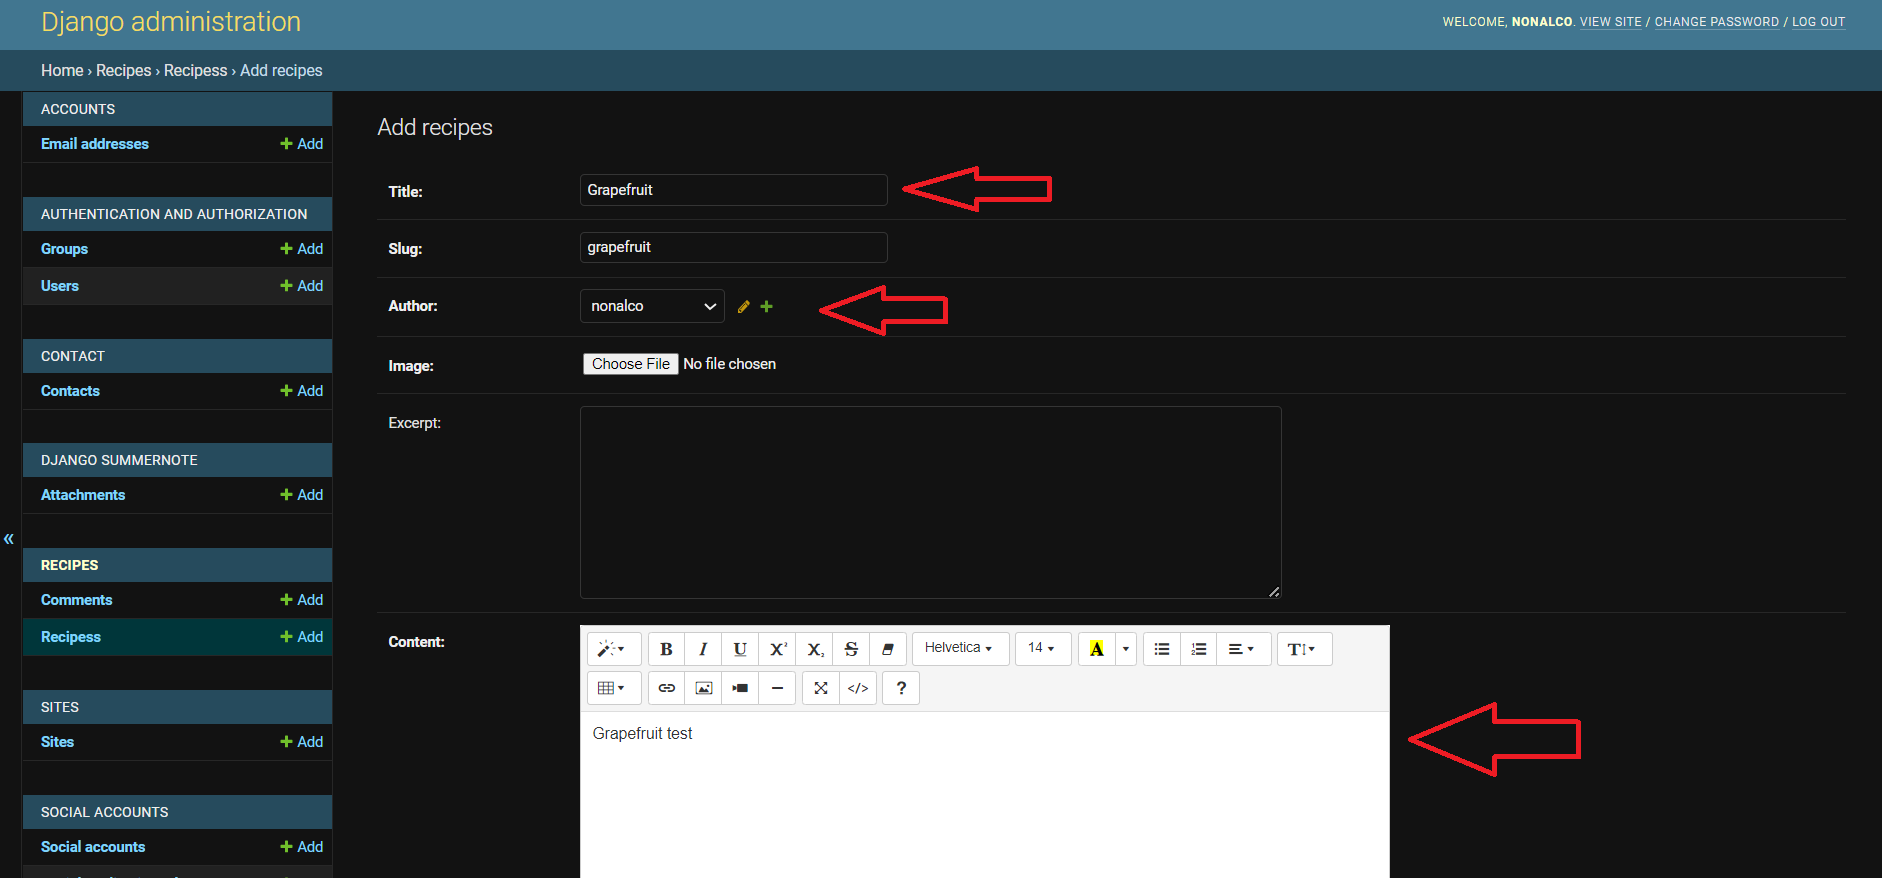 Django administration
WELCOME, NONALCO. VIEW SITE / CHANGE PASSWORD / LOG OUT
Home › Recipes › Recipess › Add recipes
ACCOUNTS
Email addresses
+ Add
AUTHENTICATION AND AUTHORIZATION
Groups
+ Add
Users
+ Add
CONTACT
Contacts
+ Add
DJANGO SUMMERNOTE
Attachments
+ Add
«
RECIPES
Comments
+ Add
Recipess
+ Add
SITES
Sites
+ Add
SOCIAL ACCOUNTS
Social accounts
+ Add
Add recipes
Title:
Grapefruit
Slug:
grapefruit
Author:
nonalco
Image:
Choose File No file chosen
Excerpt:
Content:
B I U X² X₂ S Helvetica 14 A T
</> ?
Grapefruit test